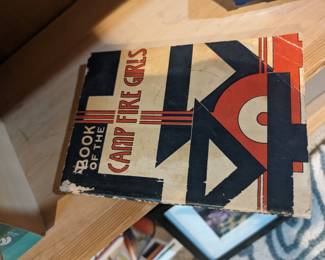 BOOK
OF THE
CAMP FIRE GIRLS